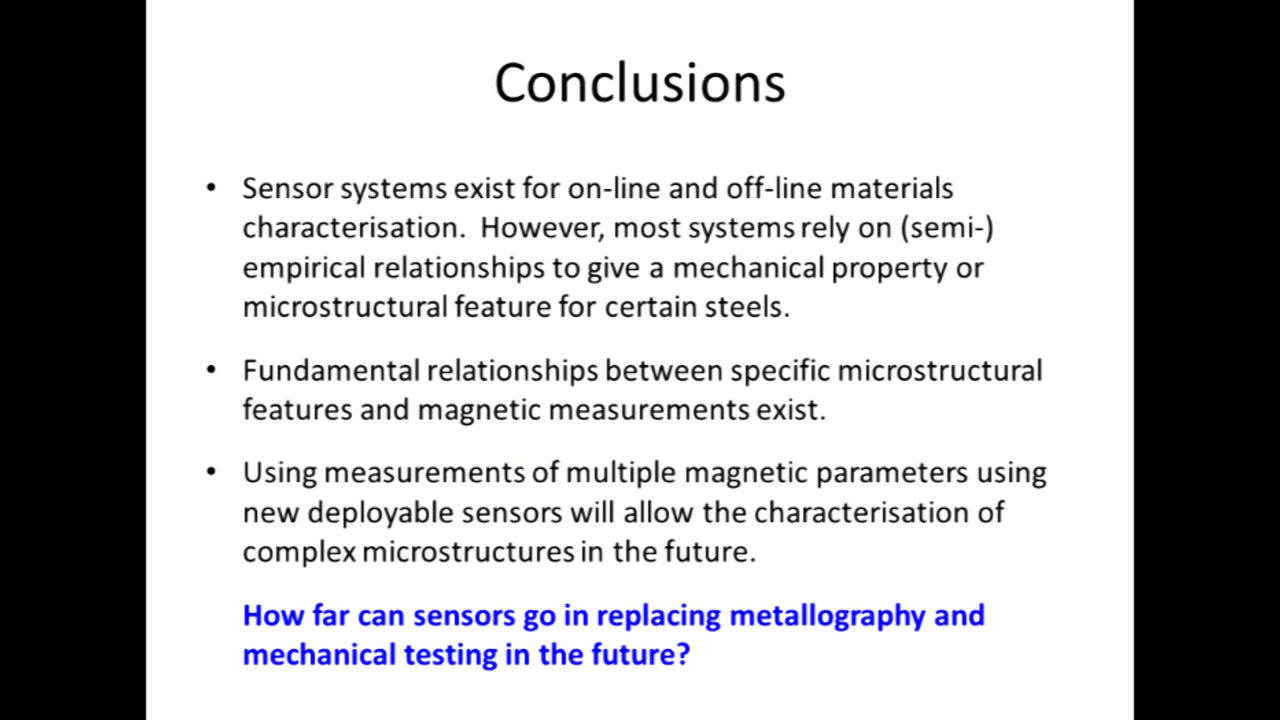 Conclusions
• Sensor systems exist for on-line and off-line materials
characterisation.  However, most systems rely on (semi-)
empirical relationships to give a mechanical property or
microstructural feature for certain steels.
• Fundamental relationships between specific microstructural
features and magnetic measurements exist.
• Using measurements of multiple magnetic parameters using
new deployable sensors will allow the characterisation of
complex microstructures in the future.
How far can sensors go in replacing metallography and
mechanical testing in the future?